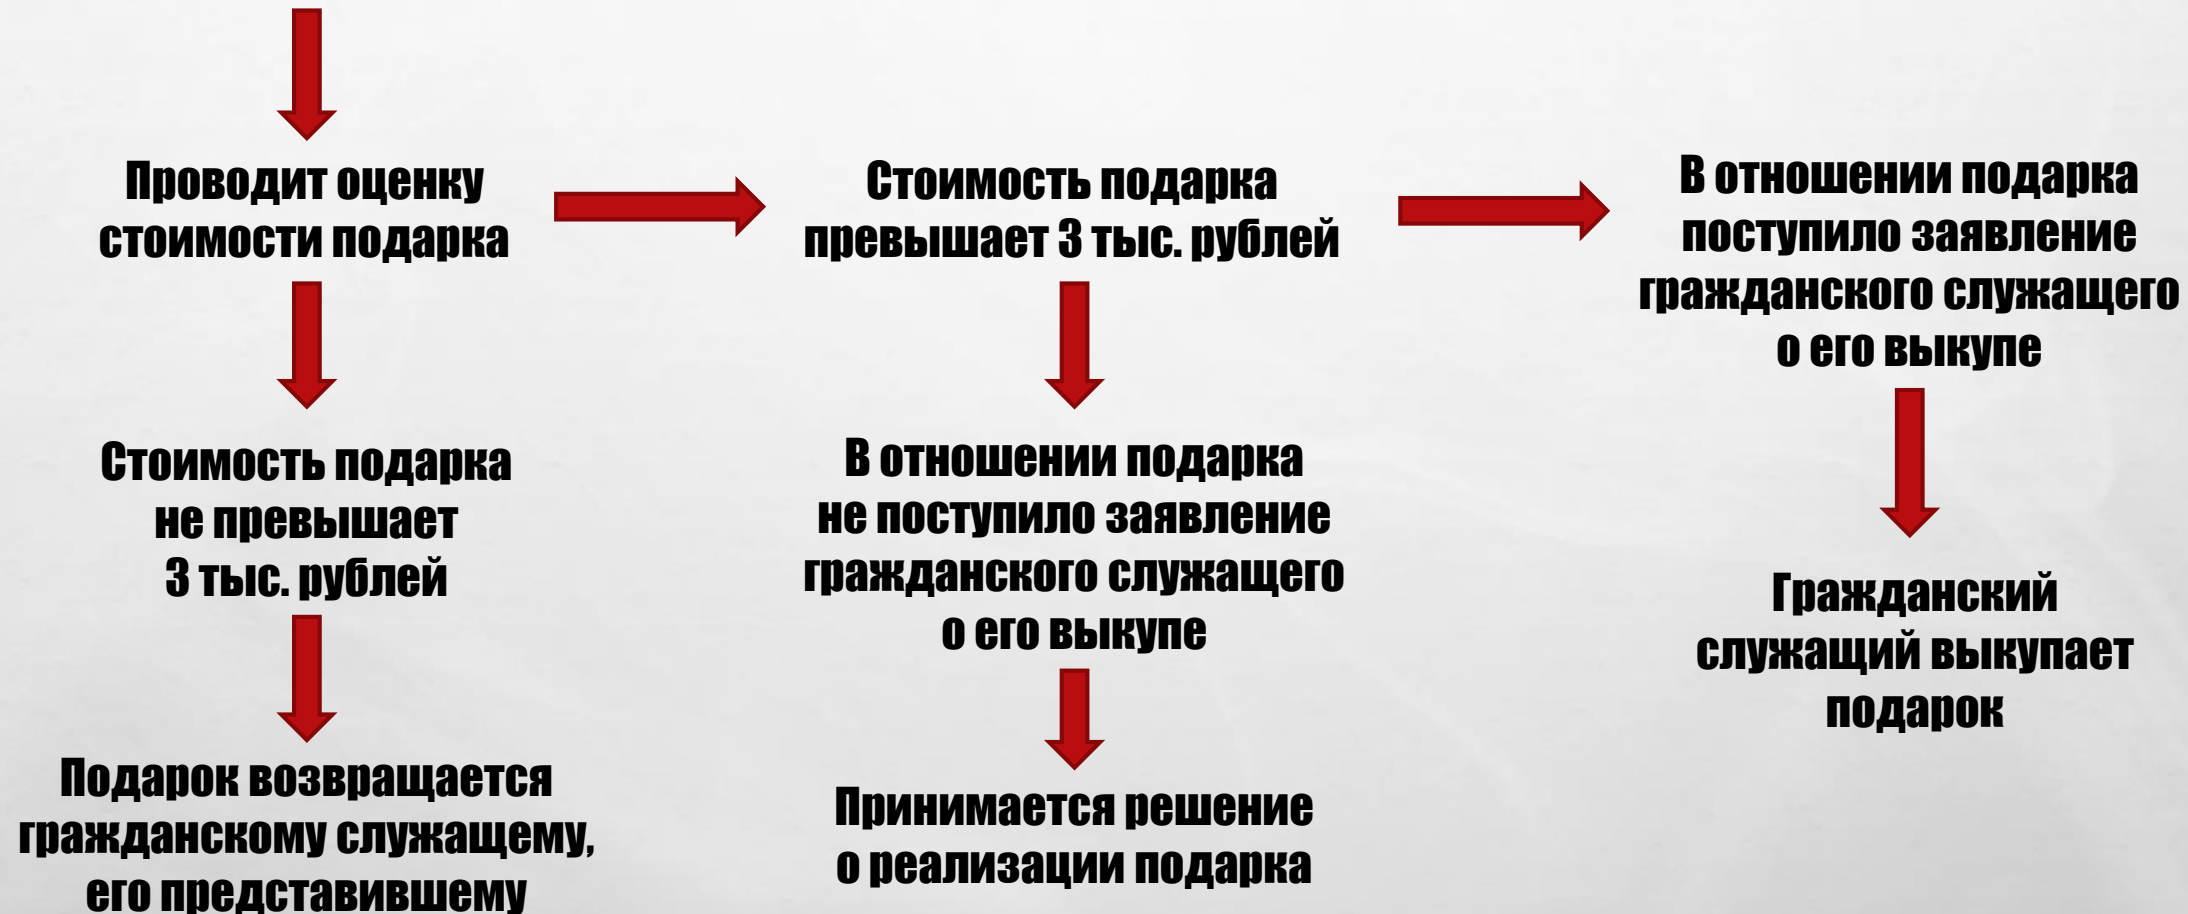 Проводит оценку
стоимости подарка
Стоимость подарка
не превышает
3 тыс. рублей
Подарок возвращается
гражданскому служащему,
его представившему
Стоимость подарка
превышает 3 тыс. рублей
В отношении подарка
не поступило заявление
гражданского служащего
о его выкупе
Принимается решение
о реализации подарка
В отношении подарка
поступило заявление
гражданского служащего
о его выкупе
Гражданский
служащий выкупает
подарок